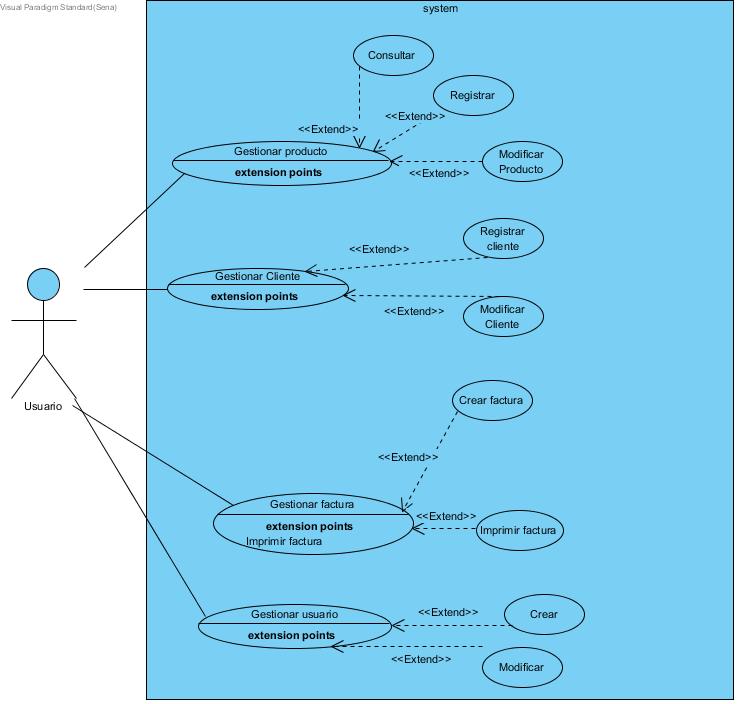 Visual Paradigm Standard(Sena)
system
Consultar
Registrar
<<Extend>>
<<Extend>>
Gestionar producto
extension points
Modificar
Producto
<<Extend>>
Registrar
cliente
<<Extend>>
Gestionar Cliente
extension points
<<Extend>>
Modificar
Cliente
Usuario
Crear factura
<<Extend>>
Gestionar factura
extension points
Imprimir factura
<<Extend>>
Imprimir factura
Gestionar usuario
extension points
<<Extend>>
Crear
<<Extend>>
Modificar